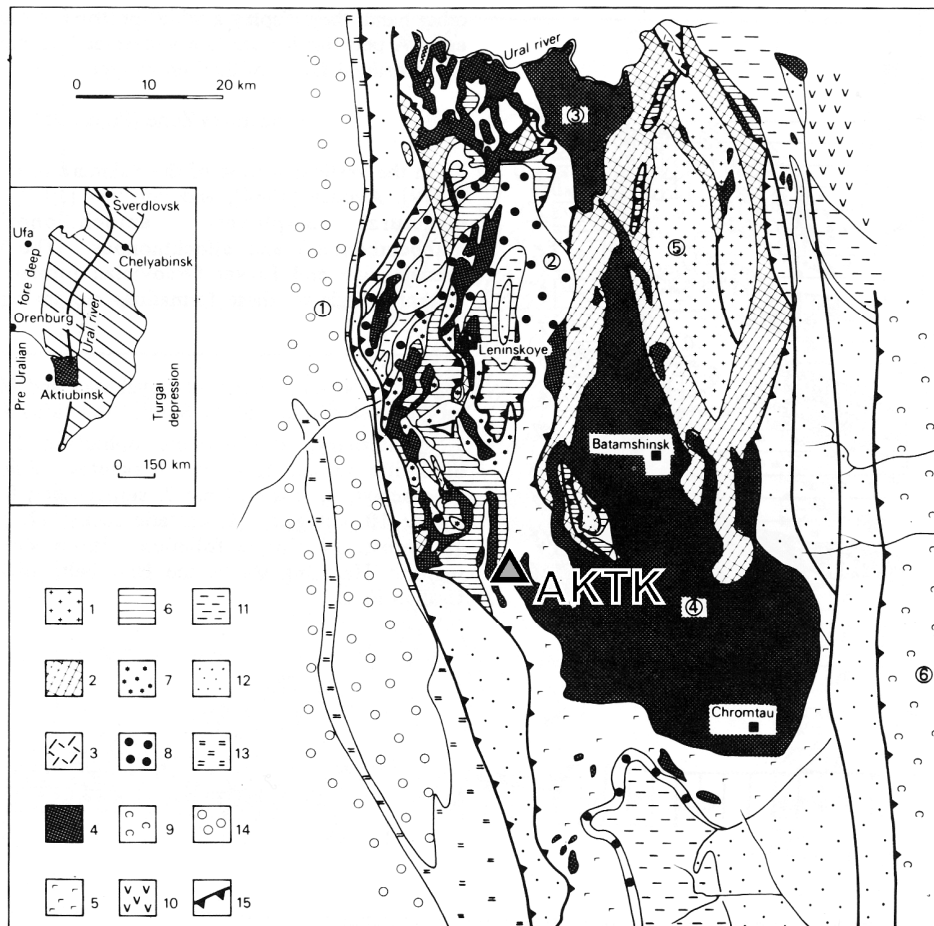 Ural river
0 10 20 km
③
Sverdlovsk
Ufa
Chelyabinsk
Pre Uralian fore deep
Ural river
Orenburg
Aktiubinsk
Turgai
depression
0 150 km
①
②
⑤
Leninskoye
Batamshinsk
AKTK
④
⑥
Chromtau
1 6 11
2 7 12
3 8 13
4 9 14
5 10 15